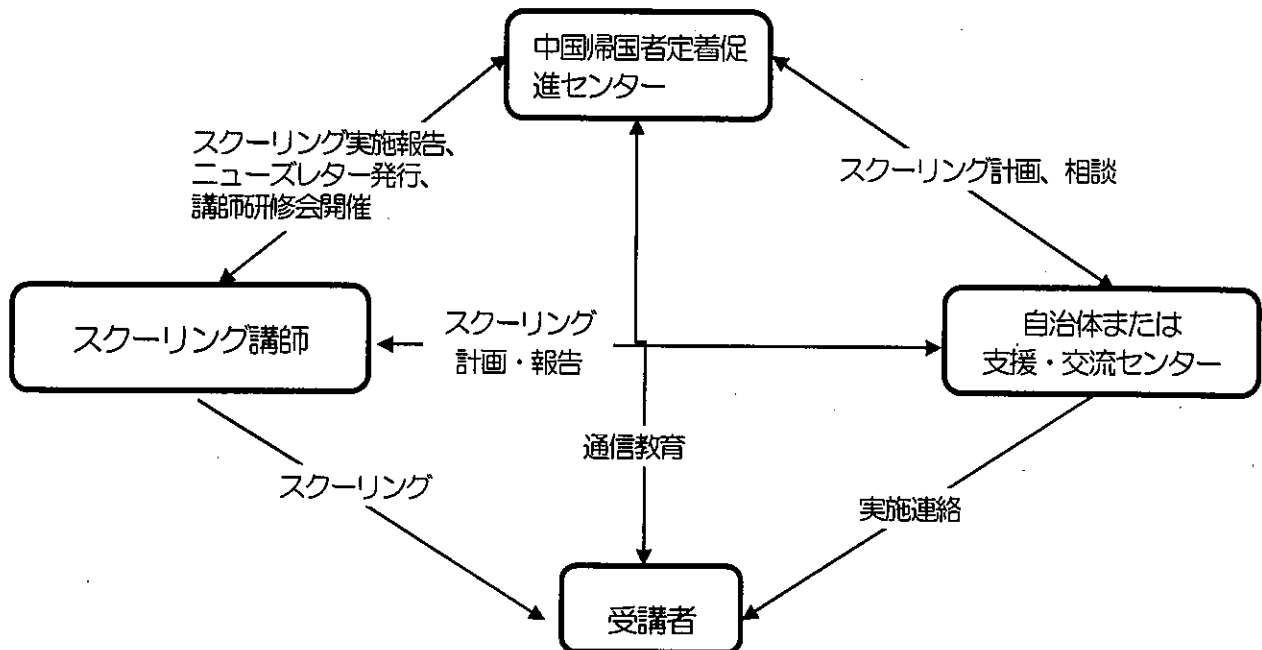 中国帰国者定着促
進センター
スクーリング実施報告、
ニューズレター発行、
講師研修会開催
スクーリング計画、相談
スクーリング講師
スクーリング
計画・報告
自治体または
支援・交流センター
通信教育
スクーリング
実施連絡
受講者